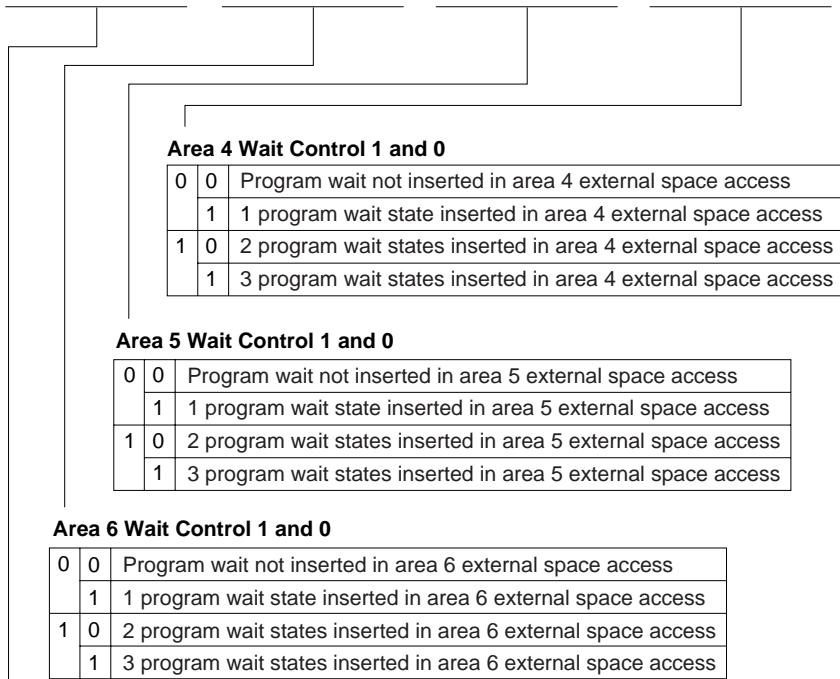 Area 4 Wait Control 1 and 0
0 0 Program wait not inserted in area 4 external space access
1 1 program wait state inserted in area 4 external space access
1 0 2 program wait states inserted in area 4 external space access
1 3 program wait states inserted in area 4 external space access
Area 5 Wait Control 1 and 0
0 0 Program wait not inserted in area 5 external space access
1 1 program wait state inserted in area 5 external space access
1 0 2 program wait states inserted in area 5 external space access
1 3 program wait states inserted in area 5 external space access
Area 6 Wait Control 1 and 0
0 0 Program wait not inserted in area 6 external space access
1 1 program wait state inserted in area 6 external space access
1 0 2 program wait states inserted in area 6 external space access
1 3 program wait states inserted in area 6 external space access